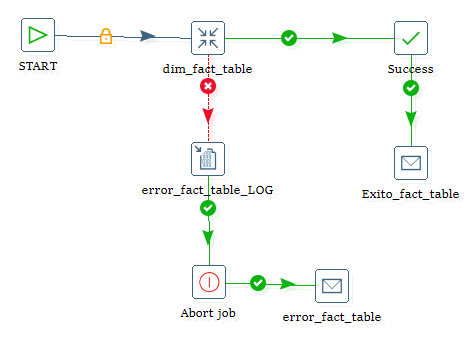 START
dim_fact_table
Success
error_fact_table_LOG
Exito_fact_table
Abort job
error_fact_table